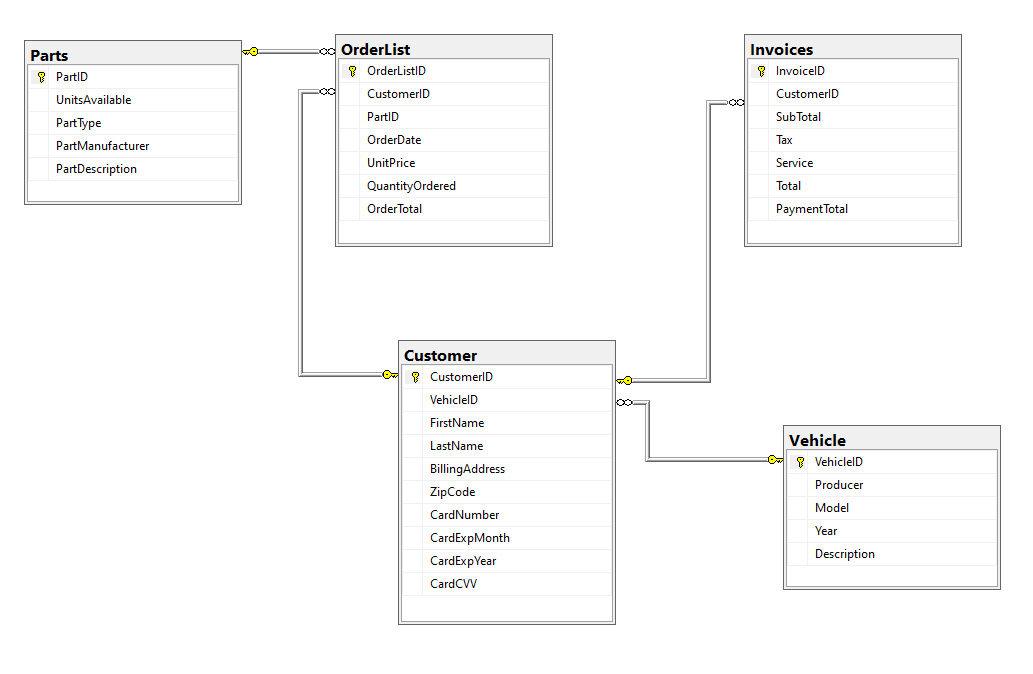 Parts
PartID
UnitsAvailable
PartType
PartManufacturer
PartDescription
OrderList
OrderListID
CustomerID
PartID
OrderDate
UnitPrice
QuantityOrdered
OrderTotal
Invoices
InvoiceID
CustomerID
SubTotal
Tax
Service
Total
PaymentTotal
Customer
CustomerID
VehicleID
FirstName
LastName
BillingAddress
ZipCode
CardNumber
CardExpMonth
CardExpYear
CardCVV
Vehicle
VehicleID
Producer
Model
Year
Description